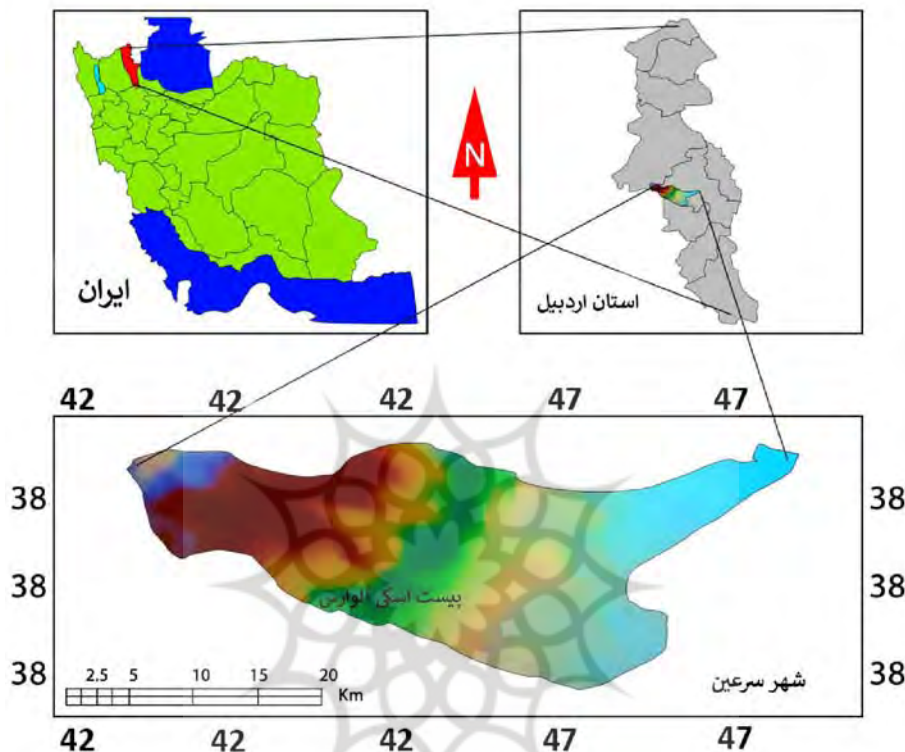 N
ایران
استان اردبیل
42 42 42 47 47
38 38
38 38
38 38
پیست اسکی الوارس
شهر سرعین
2.5 5 10 15 20
Km
42 42 42 47 47